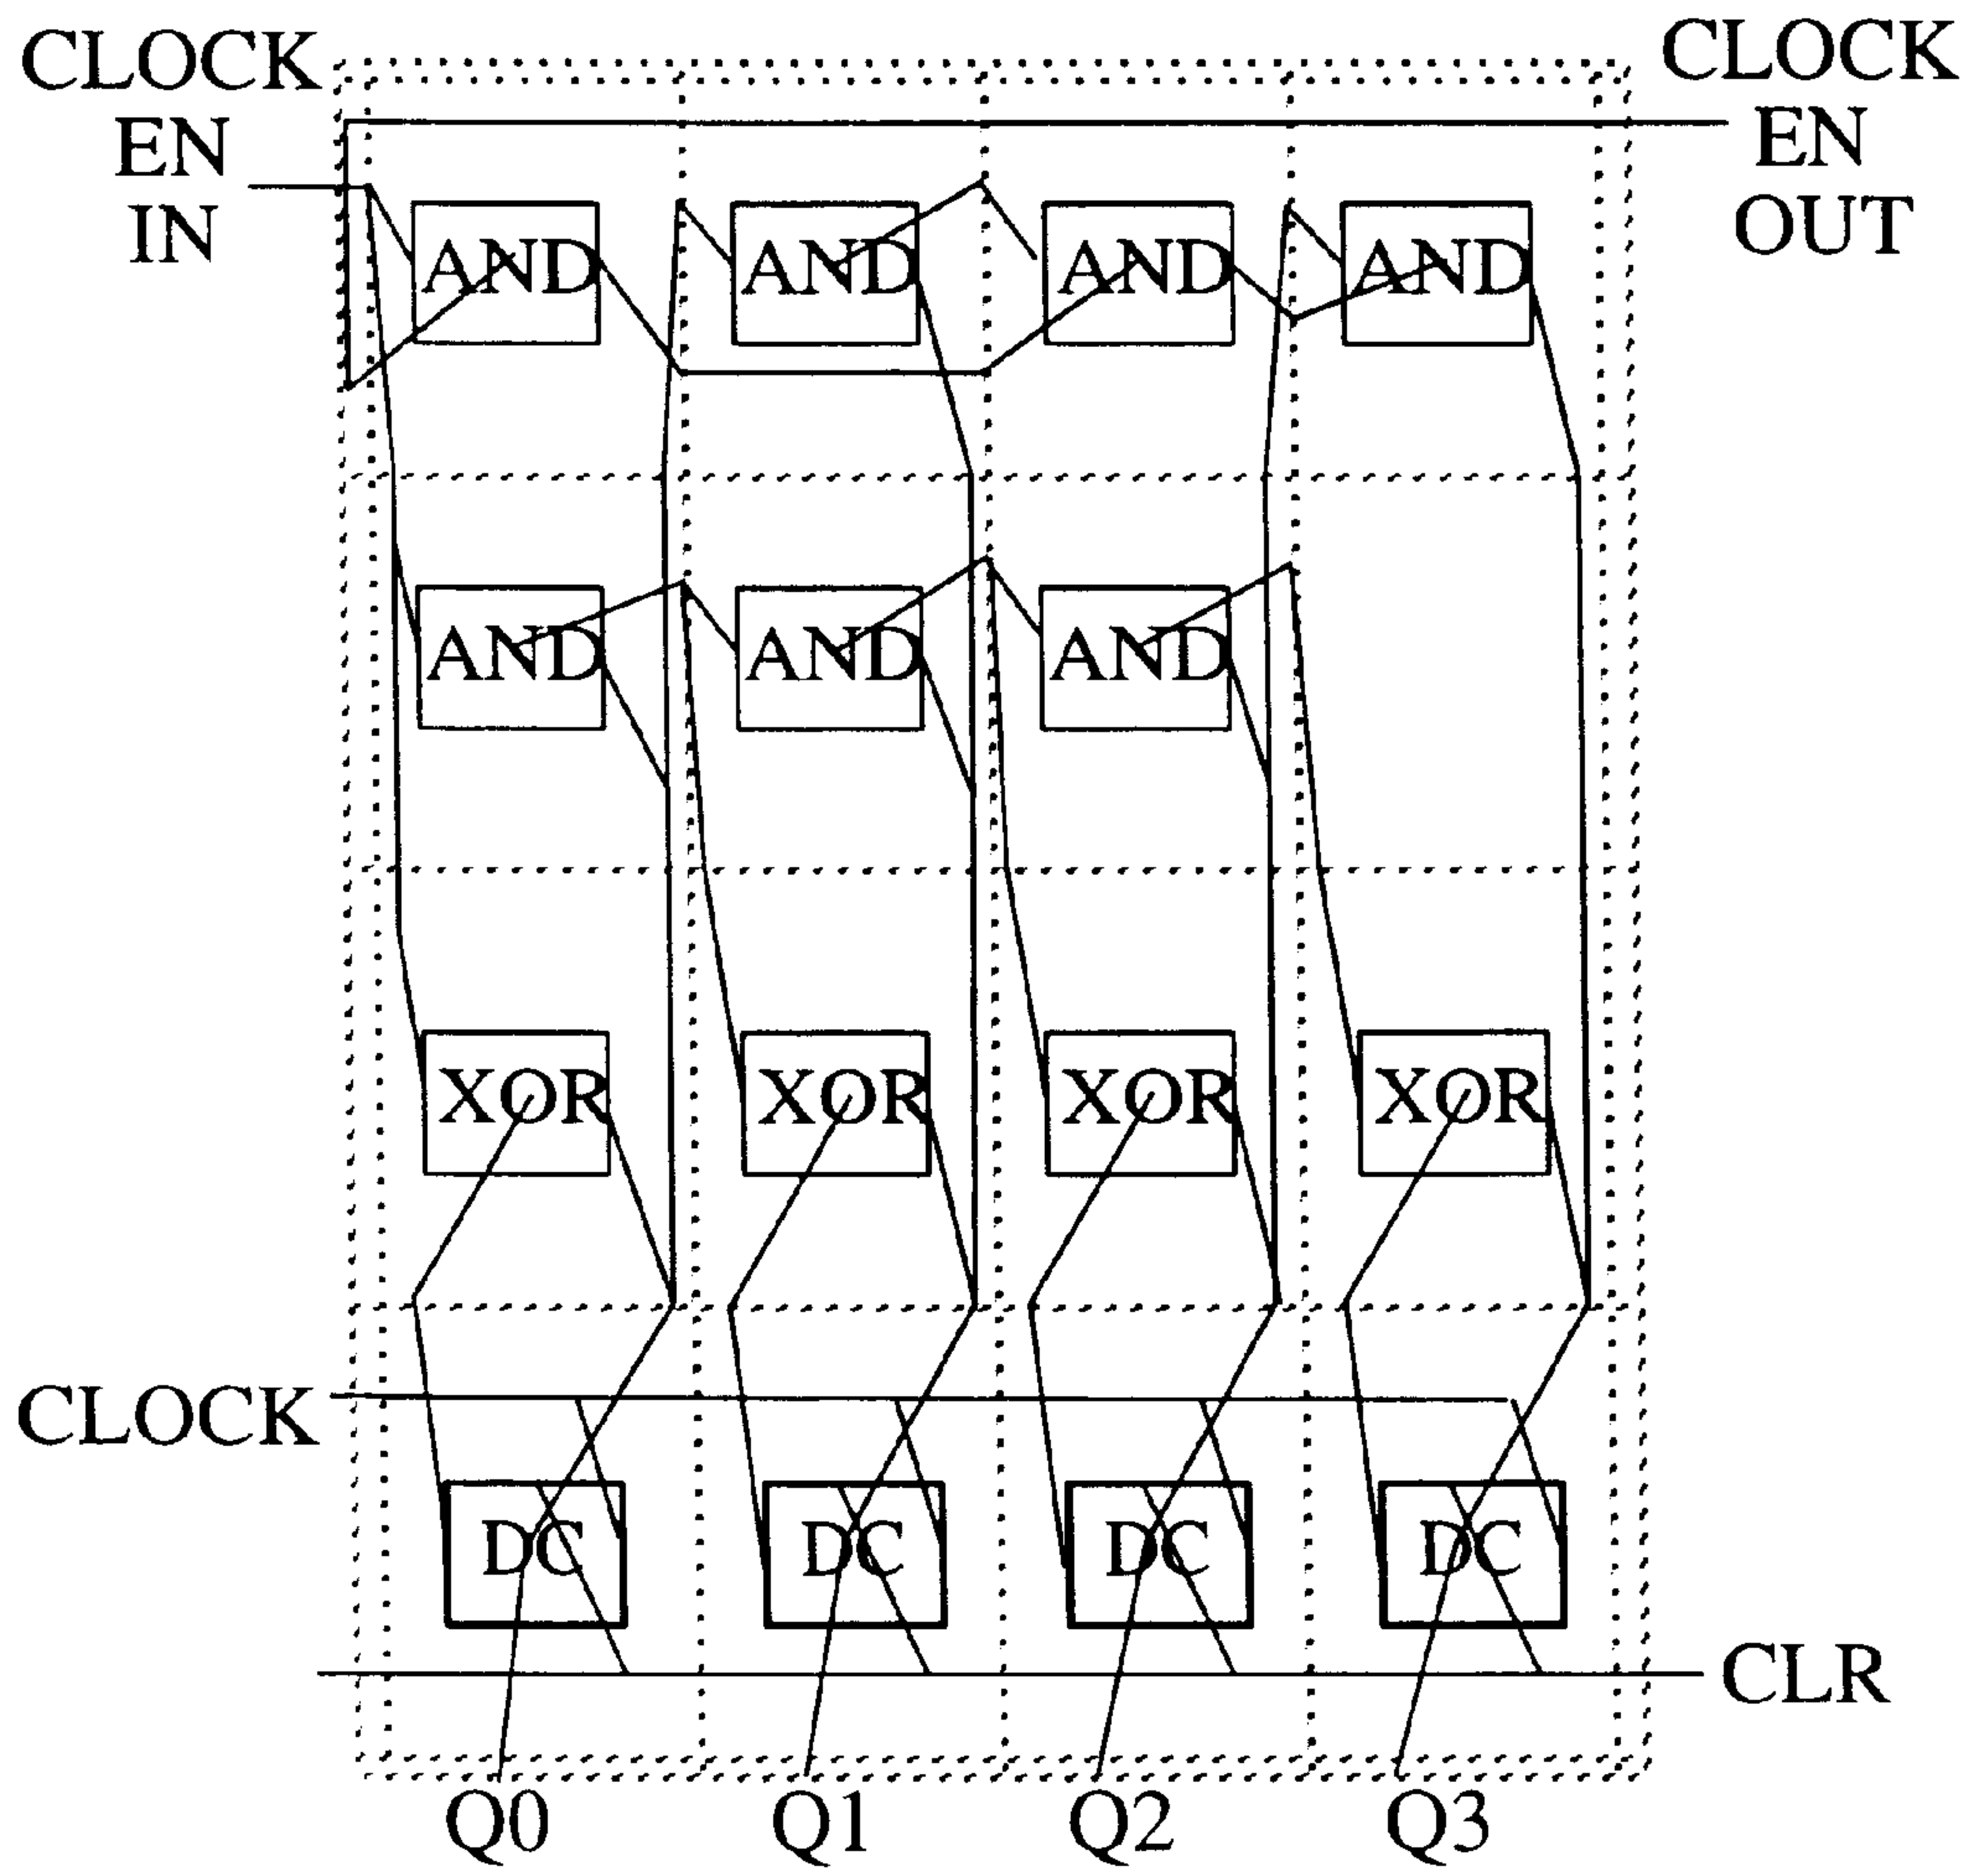 CLOCK
EN
IN
CLOCK
EN
OUT
AND AND AND AND
AND AND AND
XOR XOR XOR XOR
CLOCK
DC DC DC DC
CLR
Q0 Q1 Q2 Q3